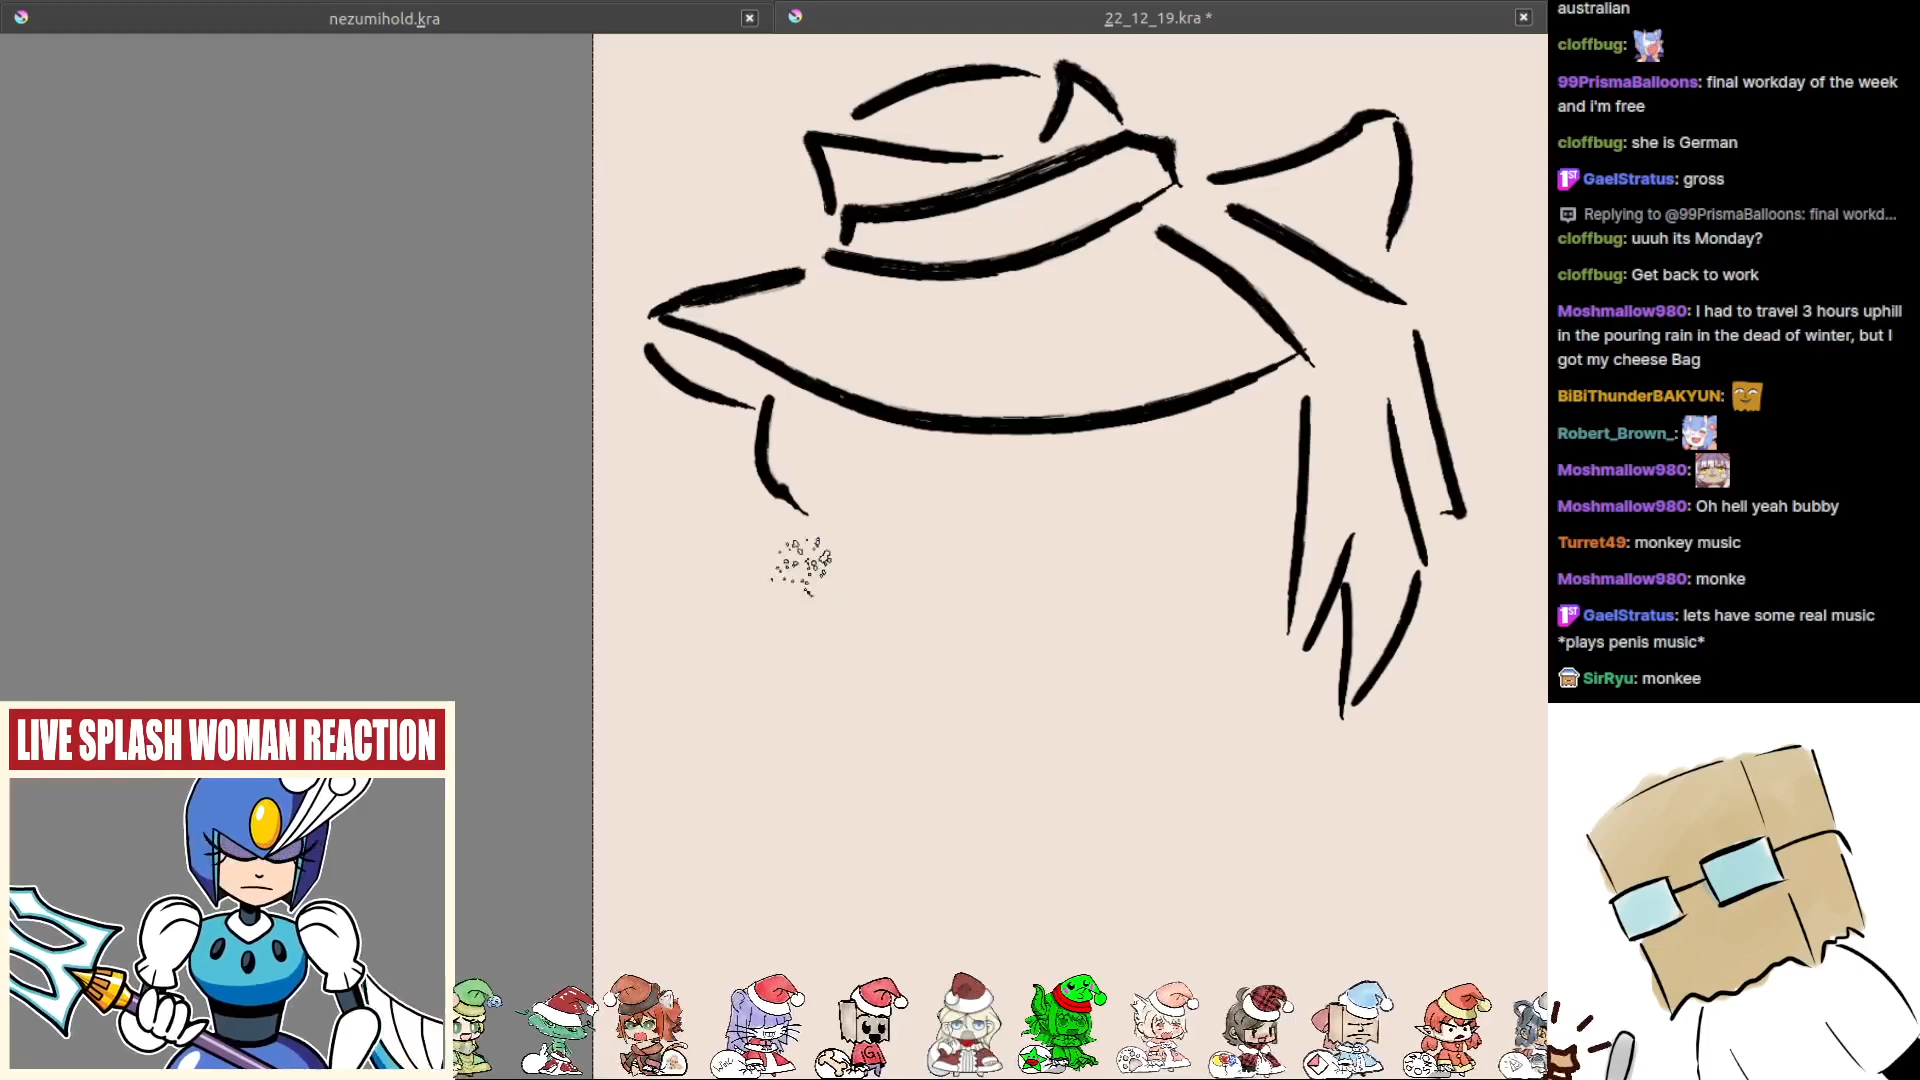 nezumihold.kra
22_12_19.kra *
australian
cloffbug:
99PrismaBalloons: final workday of the week
and i'm free
cloffbug: she is German
GaelStratus: gross
Replying to @99PrismaBalloons: final workd...
cloffbug: uuuh its Monday?
cloffbug: Get back to work
Moshmallow980: I had to travel 3 hours uphill
in the pouring rain in the dead of winter, but I
got my cheese Bag
BiBiThunderBAKYUN:
Robert_Brown_:
Moshmallow980:
Moshmallow980: Oh hell yeah bubby
Turret49: monkey music
Moshmallow980: monke
GaelStratus: lets have some real music
*plays penis music*
SirRyu: monkee
LIVE SPLASH WOMAN REACTION